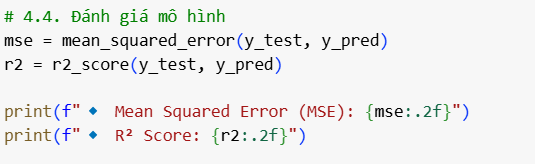 # 4.4. Đánh giá mô hình
mse = mean_squared_error(y_test, y_pred)
r2 = r2_score(y_test, y_pred)
print(f"🔹 Mean Squared Error (MSE): {mse:.2f}")
print(f"🔹 R² Score: {r2:.2f}")